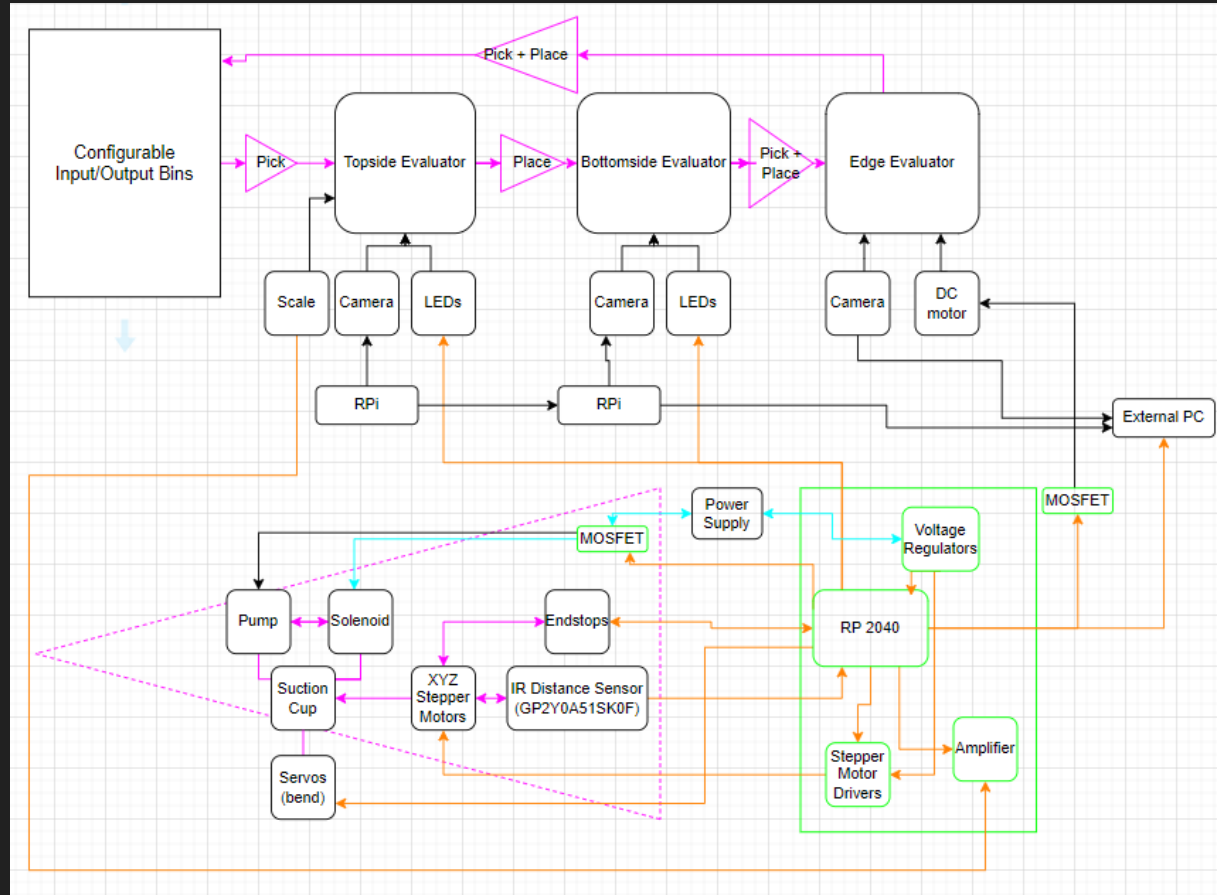 Pick + Place
Configurable
Input/Output Bins
Pick
Topside Evaluator
Place
Bottomside Evaluator
Pick +
Place
Edge Evaluator
Scale
Camera
LEDs
Camera
LEDs
Camera
DC
motor
RPi
RPi
External PC
Power
Supply
MOSFET
MOSFET
Voltage
Regulators
Pump
Solenoid
Endstops
RP 2040
Suction
Cup
XYZ
Stepper
Motors
IR Distance Sensor
(GP2Y0A51SK0F)
Servos
(bend)
Stepper
Motor
Drivers
Amplifier